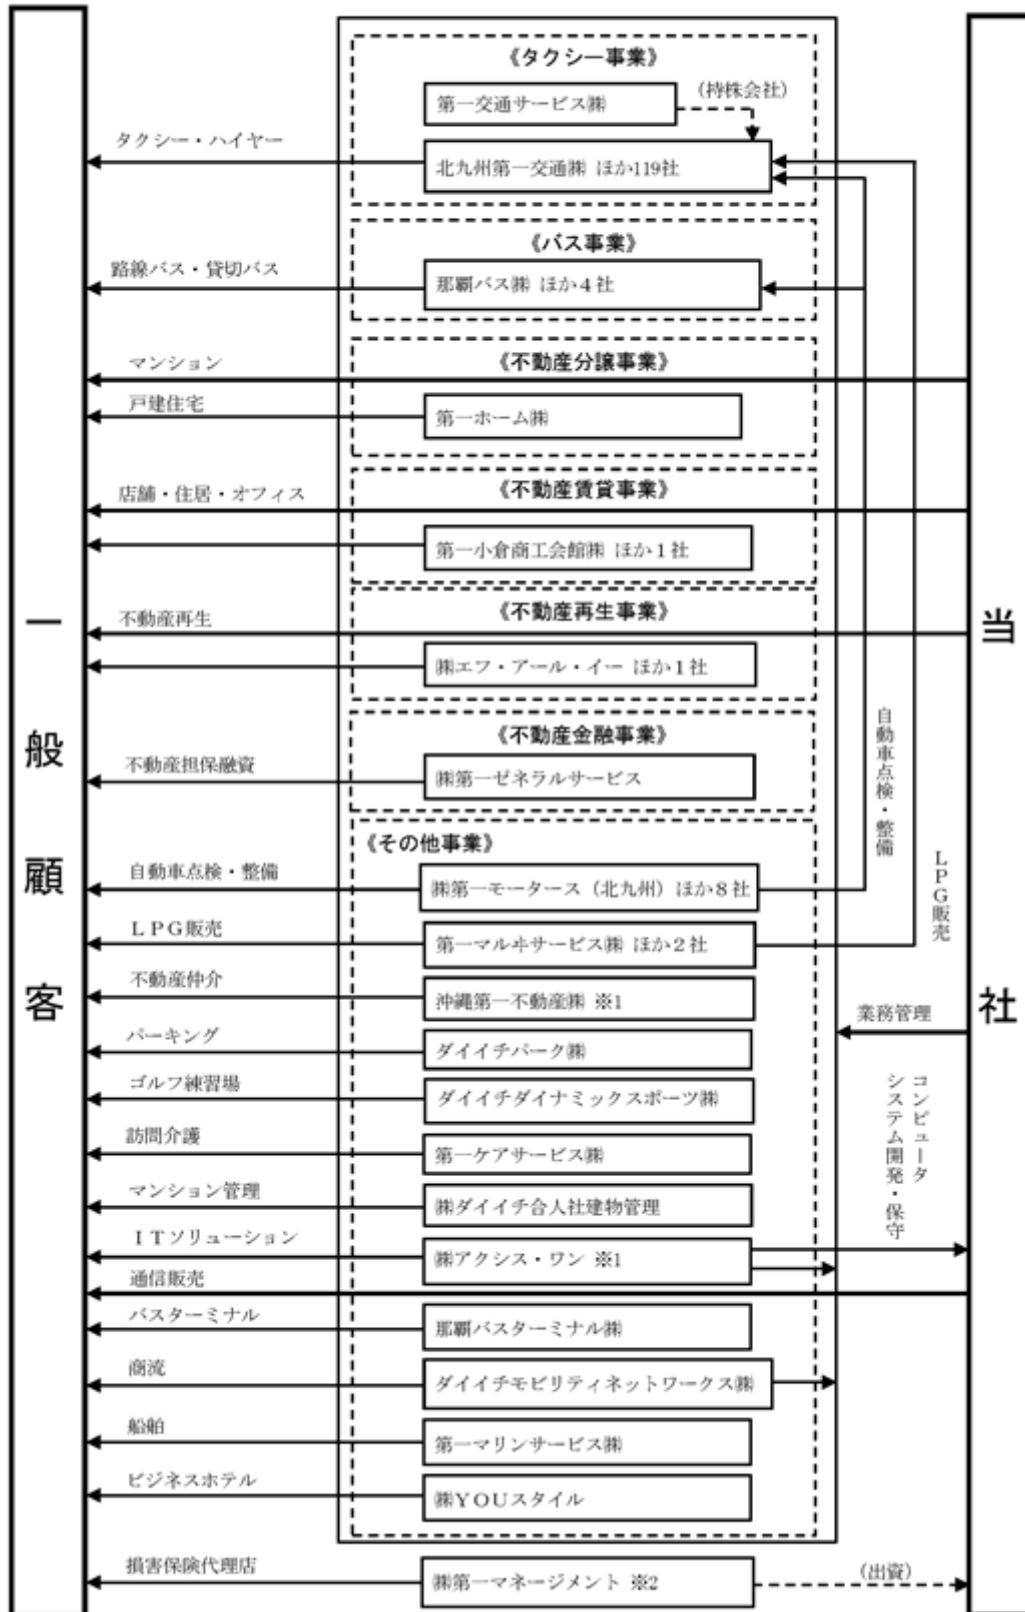 《タクシー事業》
第一交通サービス㈱
(持株会社)
タクシー・ハイヤー
北九州第一交通㈱ ほか119社
《バス事業》
路線バス・貸切バス
那覇バス㈱ ほか4社
《不動産分譲事業》
マンション
戸建住宅
第一ホーム㈱
《不動産賃貸事業》
店舗・住居・オフィス
第一小倉商工会館㈱ ほか1社
《不動産再生事業》
不動産再生
㈱エフ・アール・イー ほか1社
《不動産金融事業》
不動産担保融資
㈱第一ゼネラルサービス
《その他事業》
自動車点検・整備
㈱第一モータース（北九州）ほか8社
自動車点検・整備
LPG販売
第一マルヰサービス㈱ ほか2社
LPG販売
不動産仲介
沖縄第一不動産㈱ ※1
業務管理
パーキング
ダイイチパーク㈱
ゴルフ練習場
ダイイチダイナミックスポーツ㈱
コンピュータ
システム開発・保守
訪問介護
第一ケアサービス㈱
マンション管理
㈱ダイイチ合人社建物管理
ITソリューション
㈱アクシス・ワン ※1
通信販売
バスターミナル
那覇バスターミナル㈱
商流
ダイイチモビリティネットワークス㈱
船舶
第一マリンサービス㈱
ビジネスホテル
㈱YOUスタイル
損害保険代理店
㈱第一マネージメント ※2
(出資)
一般顧客
当社